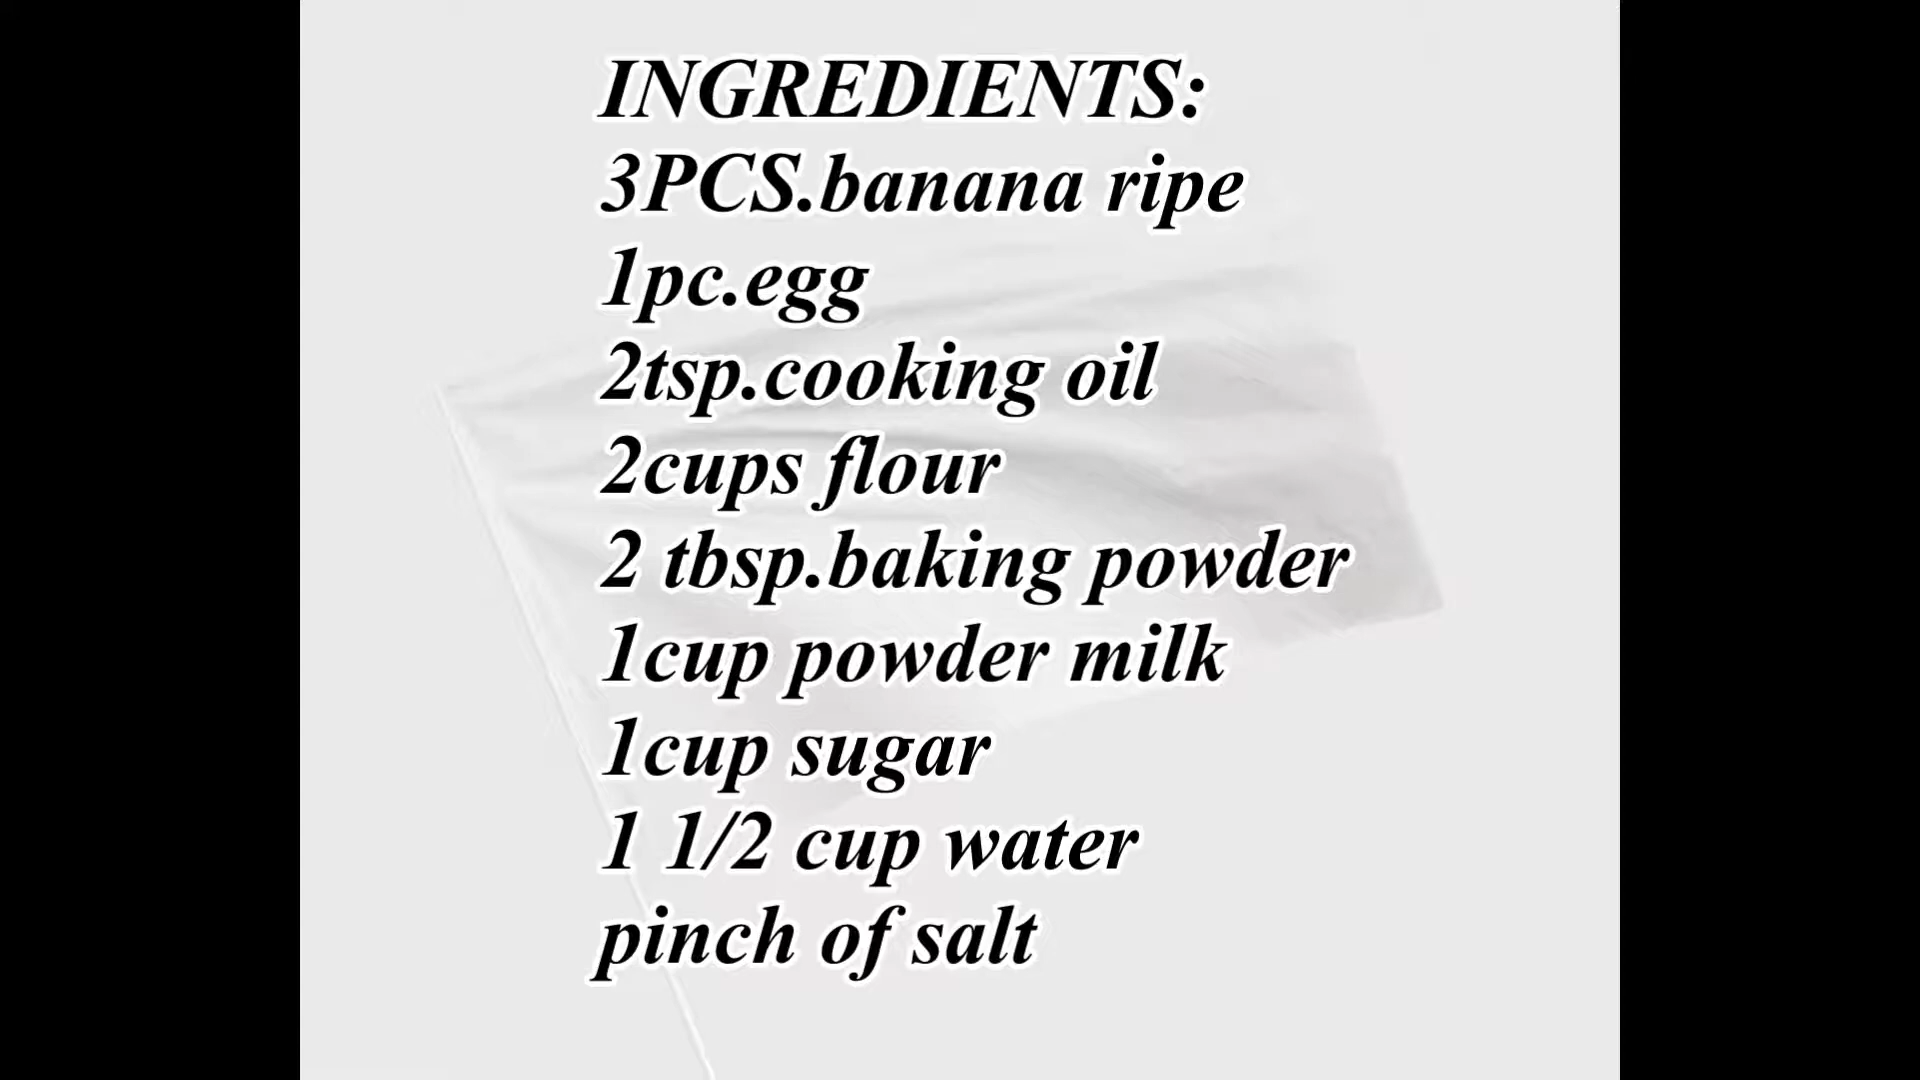 INGREDIENTS:
3PCS.banana ripe
1pc.egg
2tsp.cooking oil
2cups flour
2 tbsp.baking powder
1cup powder milk
1cup sugar
1 1/2 cup water
pinch of salt